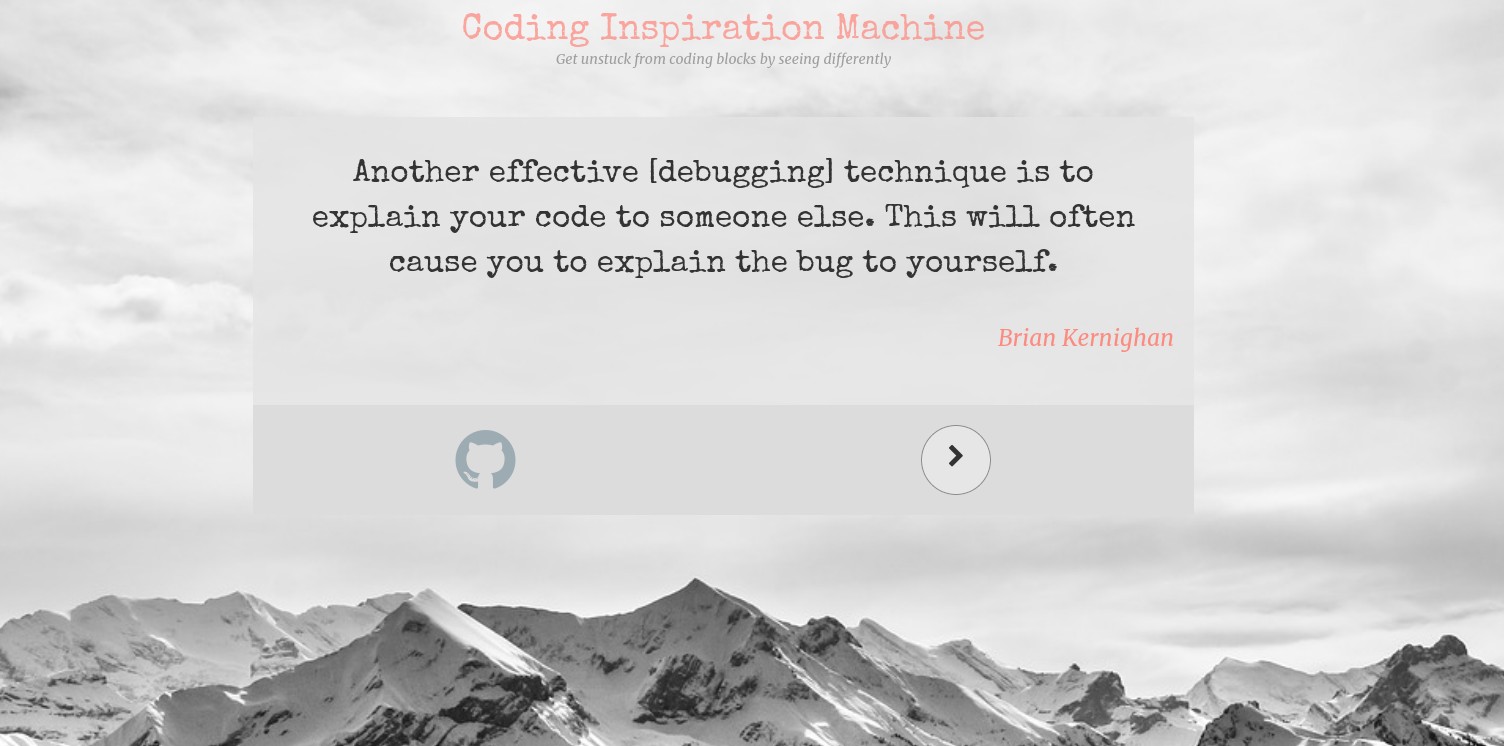 Coding Inspiration Machine
Get unstuck from coding blocks by seeing differently
Another effective [debugging] technique is to
explain your code to someone else. This will often
cause you to explain the bug to yourself.
Brian Kernighan